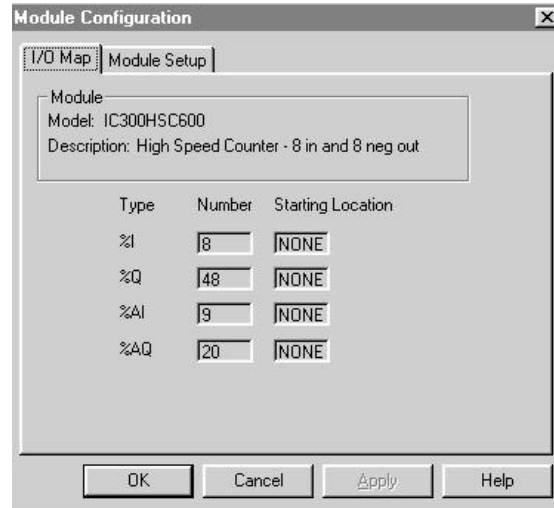 Module Configuration
I/O Map Module Setup
Module
Model: IC300HSC600
Description: High Speed Counter - 8 in and 8 neg out
Type Number Starting Location
%I 8 NONE
%Q 48 NONE
%AI 9 NONE
%AQ 20 NONE
OK Cancel Apply Help